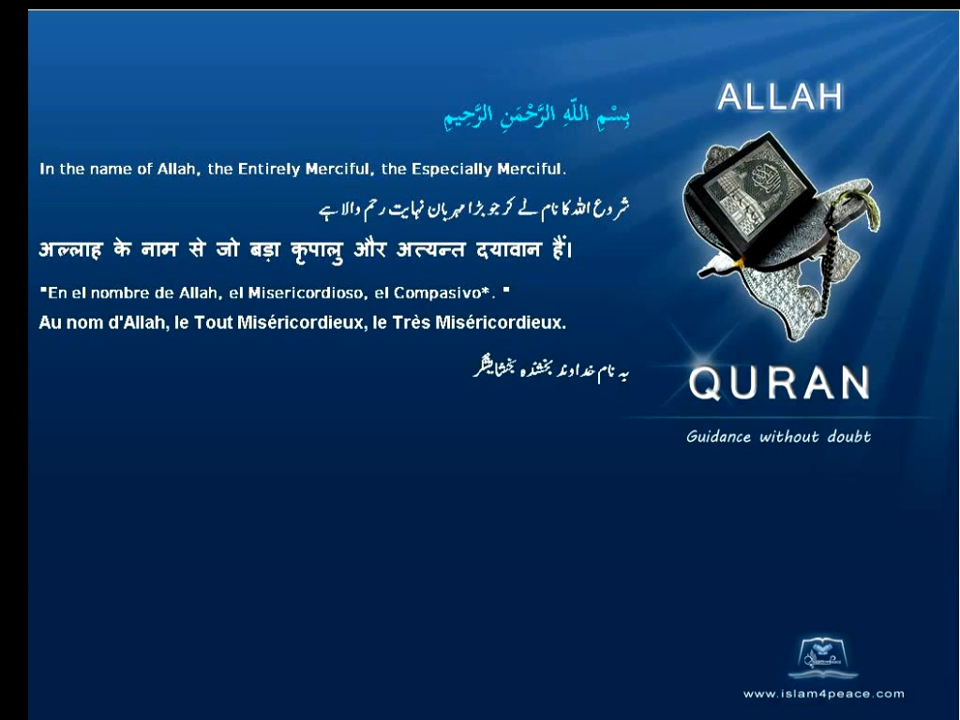 بِسْمِ اللّهِ الرَّحْمَنِ الرَّحِيمِ
In the name of Allah, the Entirely Merciful, the Especially Merciful.
شروع الله کا نام لے کر جو بڑا مہربان نہایت رحم والا ہے
अल्लाह के नाम से जो बड़ा कृपालु और अत्यन्त दयावान हैं।
"En el nombre de Allah, el Misericordioso, el Compasivo*. "
Au nom d'Allah, le Tout Miséricordieux, le Très Miséricordieux.
به نام خداوند بخشنده بخشایشگر
ALLAH
QURAN
Guidance without doubt
www.islam4peace.com